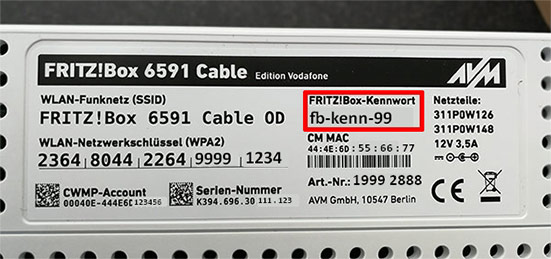 FRITZ!Box 6591 Cable Edition Vodafone
AVM
WLAN-Funknetz (SSID)
FRITZ!Box 6591 Cable OD
WLAN-Netzwerkschlüssel (WPA2)
2364 8044 2264 9999 1234
CWMP-Account
00040E-444E6D123456
Serien-Nummer
K394.696.30 111.123
FRITZ!Box-Kennwort
fb-kenn-99
CM MAC
44:4E:6D: 55:66:77
Art.-Nr.: 1999 2888
AVM GmbH, 10547 Berlin
Netzteile:
311P0W126
311P0W148
12V 3,5A
CE